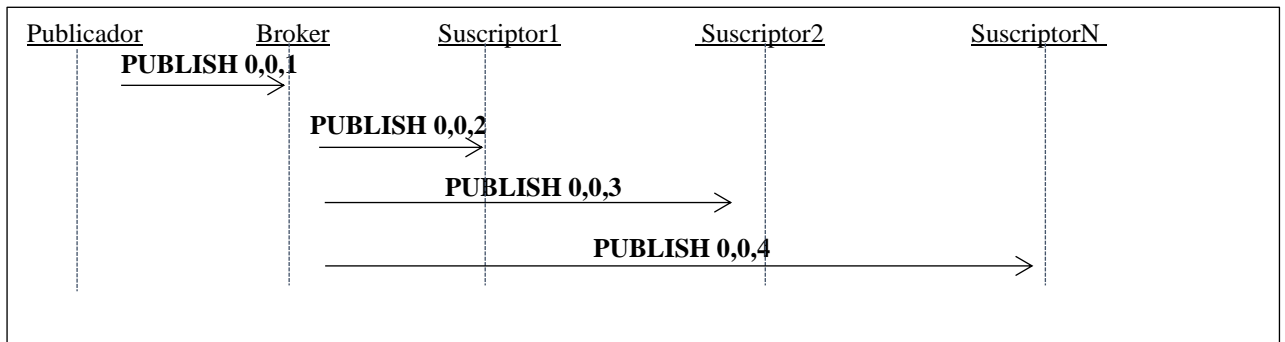 Publicador Broker Suscriptor1 Suscriptor2 SuscriptorN
PUBLISH 0,0,1
PUBLISH 0,0,2
PUBLISH 0,0,3
PUBLISH 0,0,4